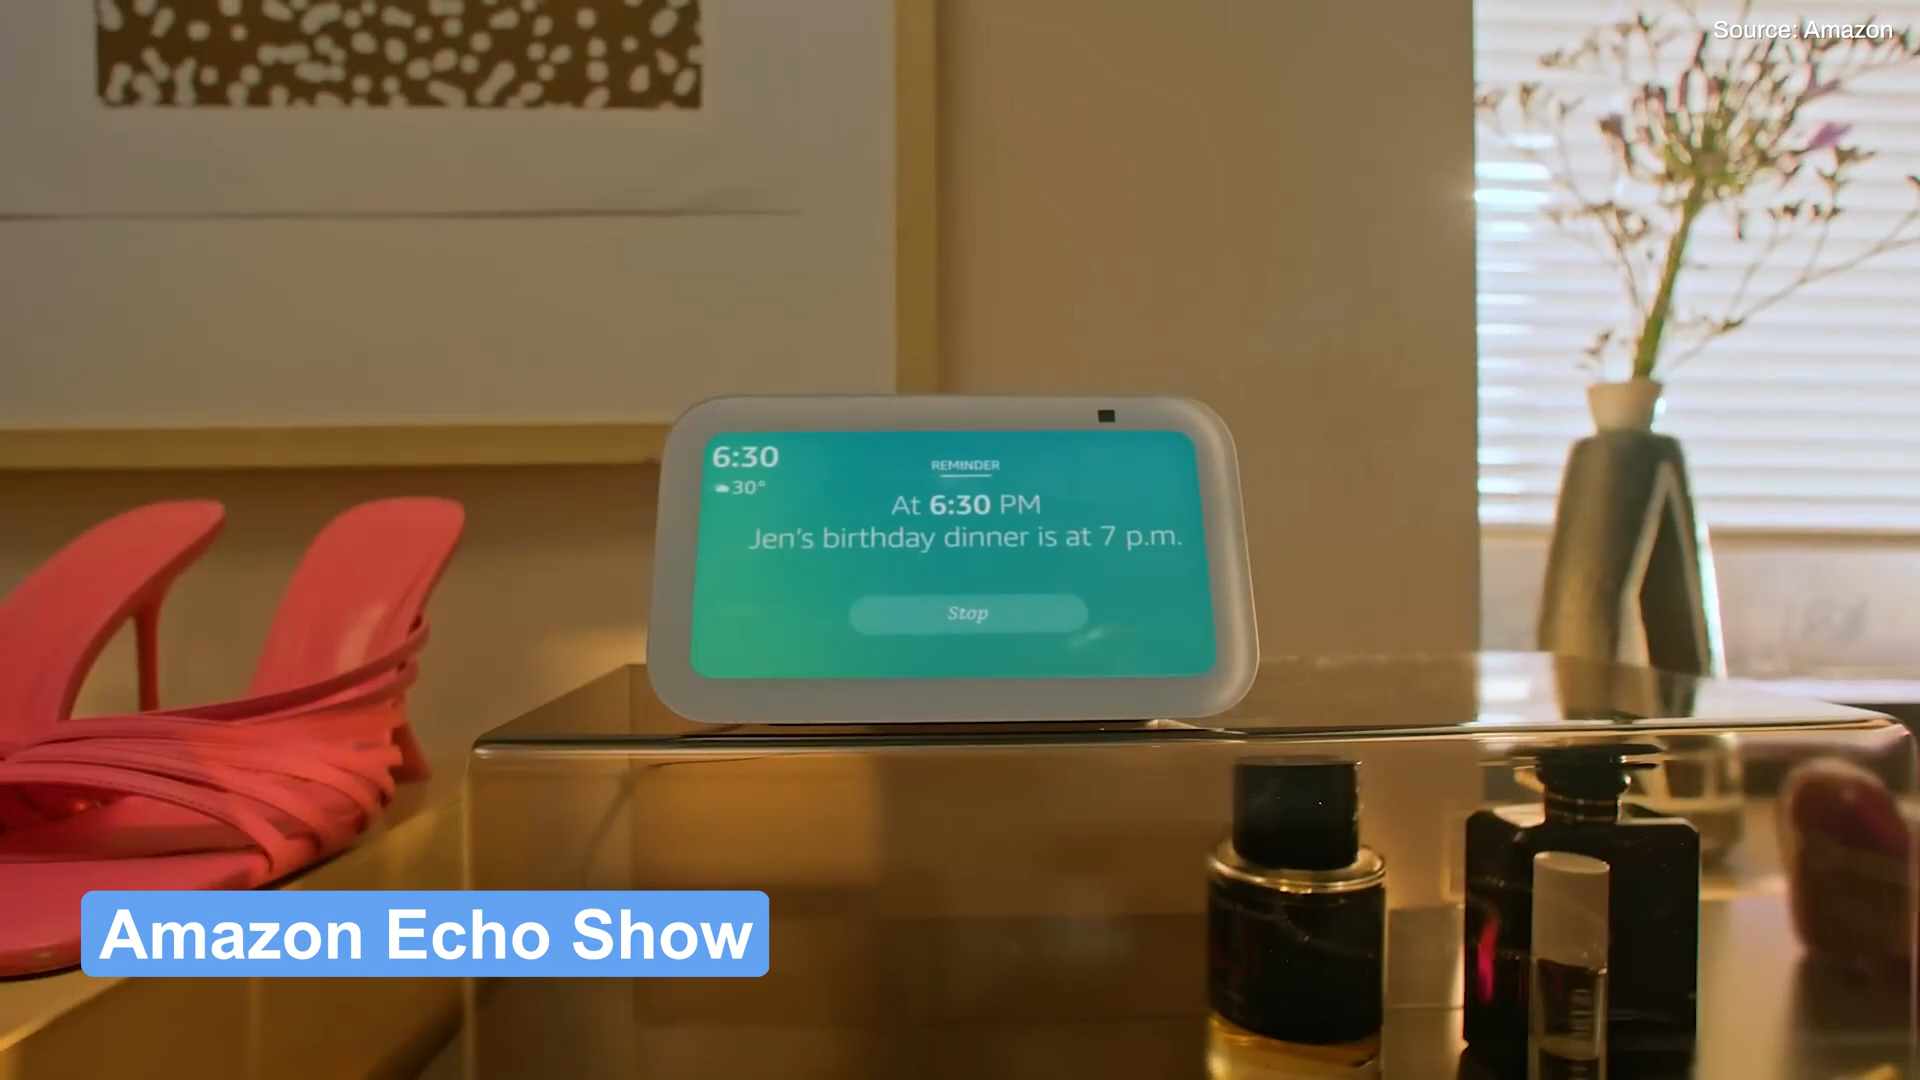 Source: Amazon
6:30
30°
REMINDER
At 6:30 PM
Jen's birthday dinner is at 7 p.m.
Stop
Amazon Echo Show